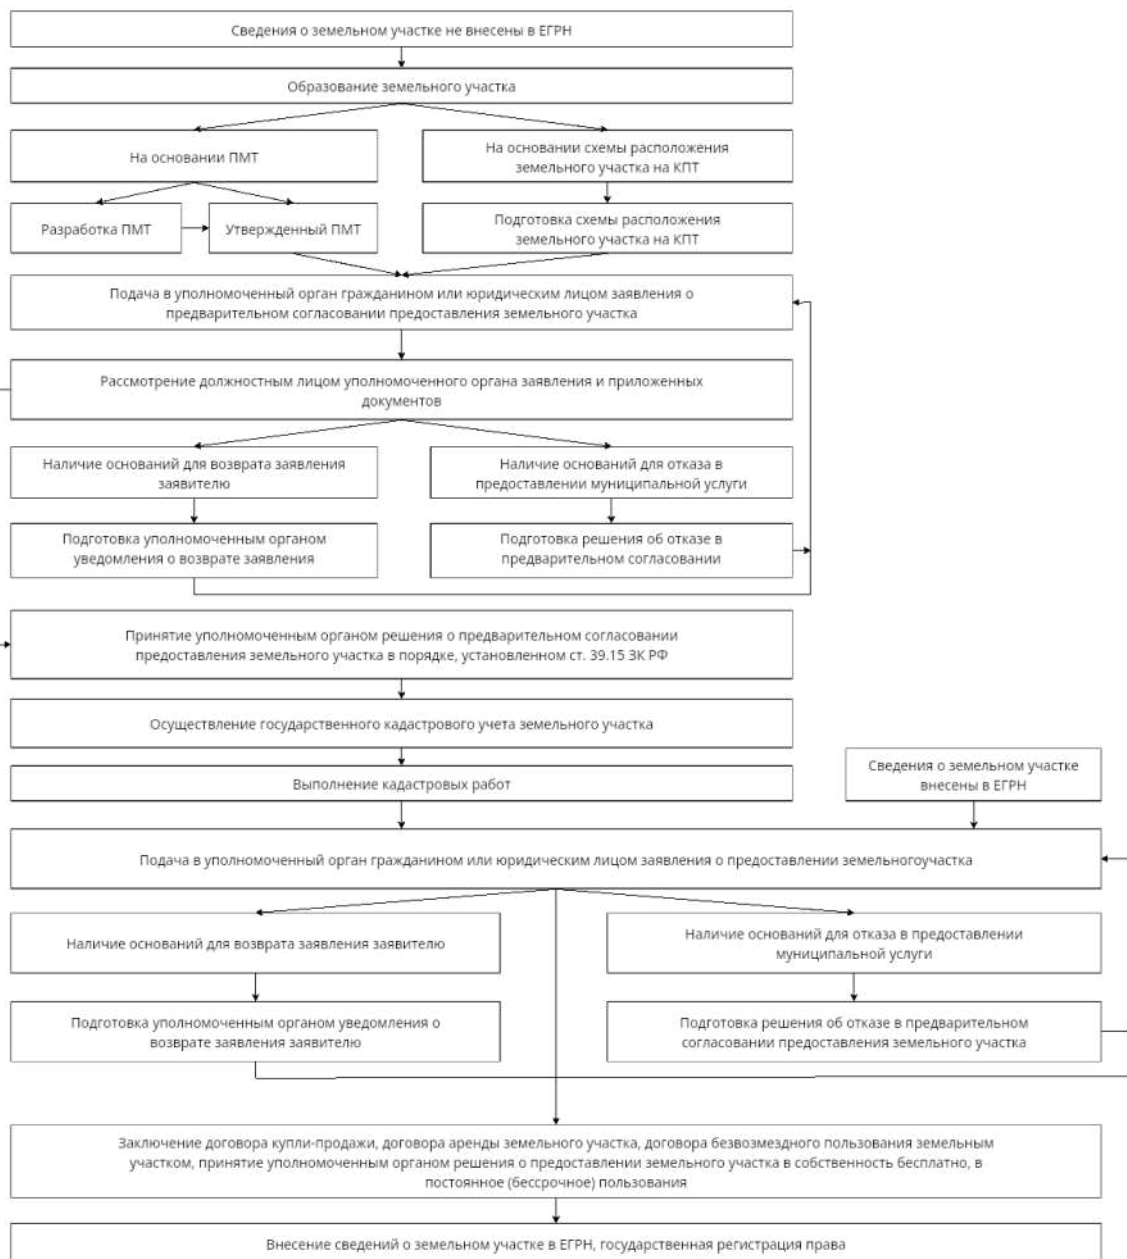 Сведения о земельном участке не внесены в ЕГРН
Образование земельного участка
На основании ПМТ
На основании схемы расположения
земельного участка на КПТ
Разработка ПМТ
Утвержденный ПМТ
Подготовка схемы расположения
земельного участка на КПТ
Подача в уполномоченный орган гражданином или юридическим лицом заявления о
предварительном согласовании предоставления земельного участка
Рассмотрение должностным лицом уполномоченного органа заявления и приложенных
документов
Наличие оснований для возврата заявления
заявителю
Наличие оснований для отказа в
предоставлении муниципальной услуги
Подготовка уполномоченным органом
уведомления о возврате заявления
Подготовка решения об отказе в
предварительном согласовании
Принятие уполномоченным органом решения о предварительном согласовании
предоставления земельного участка в порядке, установленном ст. 39.15 ЗК РФ
Осуществление государственного кадастрового учета земельного участка
Выполнение кадастровых работ
Сведения о земельном участке
внесены в ЕГРН
Подача в уполномоченный орган гражданином или юридическим лицом заявления о предоставлении земельногоучастка
Наличие оснований для возврата заявления заявителю
Наличие оснований для отказа в предоставлении
муниципальной услуги
Подготовка уполномоченным органом уведомления о
возврате заявления заявителю
Подготовка решения об отказе в предварительном
согласовании предоставления земельного участка
Заключение договора купли-продажи, договора аренды земельного участка, договора безвозмездного пользования земельным
участком, принятие уполномоченным органом решения о предоставлении земельного участка в собственность бесплатно, в
постоянное (бессрочное) пользования
Внесение сведений о земельном участке в ЕГРН, государственная регистрация права